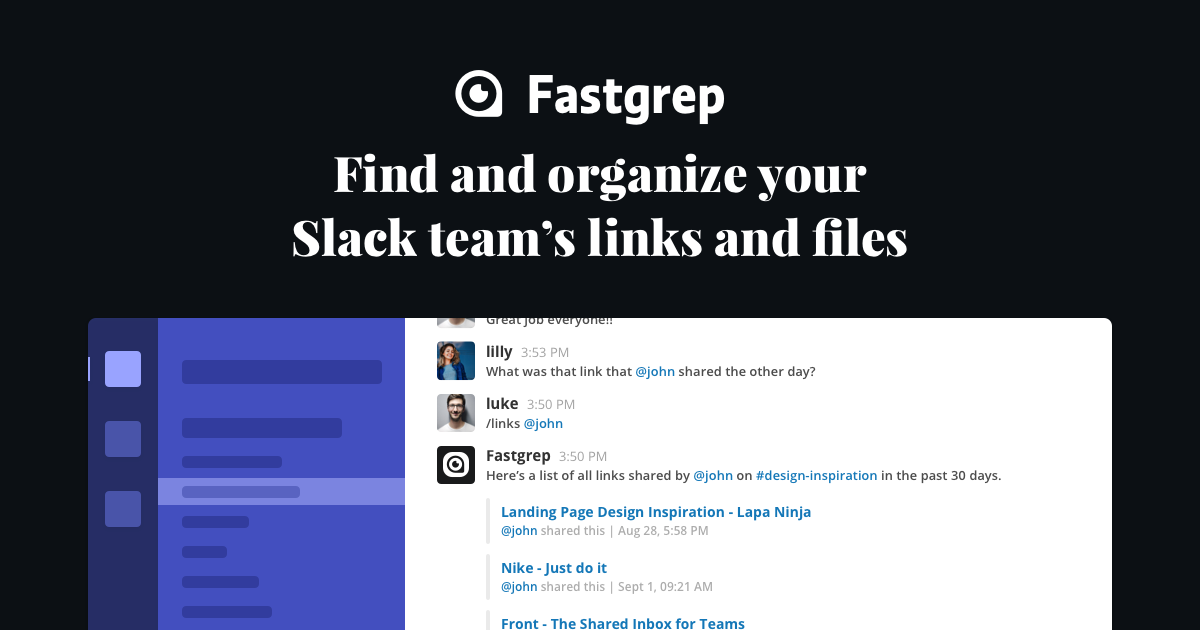 Fastgrep
Find and organize your
Slack team’s links and files
Great job everyone!!
lilly 3:53 PM
What was that link that @john shared the other day?
luke 3:50 PM
/links @john
Fastgrep 3:50 PM
Here’s a list of all links shared by @john on #design-inspiration in the past 30 days.
Landing Page Design Inspiration - Lapa Ninja
@john shared this | Aug 28, 5:58 PM
Nike - Just do it
@john shared this | Sept 1, 09:21 AM
Front - The Shared Inbox for Teams